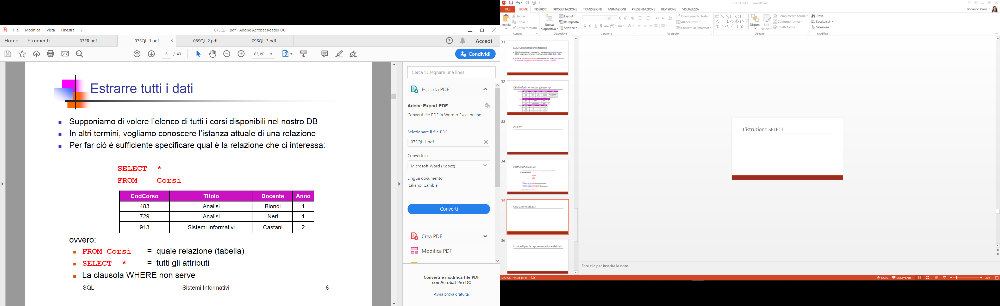 File Modifica Vista Finestra ?
07SQL-1.pdf - Adobe Acrobat Reader DC
Home Strumenti 03ER.pdf 07SQL-1.pdf × 08SQL-2.pdf 09SQL-3.pdf Accedi
6 / 43 83,1% Condividi
Estrarre tutti i dati
Supponiamo di volere l'elenco di tutti i corsi disponibili nel nostro DB
In altri termini, vogliamo conoscere l'istanza attuale di una relazione
Per far ciò è sufficiente specificare qual è la relazione che ci interessa:
SELECT *
FROM Corsi
CodCorso Titolo Docente Anno
483 Analisi Biondi 1
729 Analisi Neri 1
913 Sistemi Informativi Castani 2
ovvero:
FROM Corsi = quale relazione (tabella)
SELECT * = tutti gli attributi
La clausola WHERE non serve
SQL Sistemi Informativi 6
Cerca 'Disegnare una linea'
Esporta PDF
Adobe Export PDF
Converti file PDF in Word o Excel online
Selezionare il file PDF
07SQL-1.pdf
Converti in
Microsoft Word (*.docx)
Lingua documento:
Italiano Cambia
Converti
Crea PDF
Modifica PDF
Converti e modifica file PDF
con Acrobat Pro DC
Avvia prova gratuita
CORSO SQL - PowerPoint
FILE HOME INSERISCI PROGETTAZIONE TRANSIZIONI ANIMAZIONI PRESENTAZIONE REVISIONE VISUALIZZA
Bonanno Daria
Incolla
Taglia
Copia
Copia formato
Appunti
Nuova
diapositiva
Layout
Reimposta
Sezione
Diapositive
20
G C S S abc AV Aa A
Carattere
Orientamento testo
Allinea testo
Converti in SmartArt
Paragrafo
Disponi
Stili
veloci
Riempimento forma
Contorno forma
Effetti forma
Disegno
Trova
Sostituisci
Seleziona
Modifica
31
SQL: Caratteristiche generali
32
DB di riferimento per gli esempi
33
QUERY
34
L'istruzione SELECT
35
L'istruzione SELECT
36
I modelli per la rappresentazione dei dati
L'istruzione SELECT
Fare clic per inserire le note
DIAPOSITIVA 35 DI 41
NOTE COMMENTI 33%